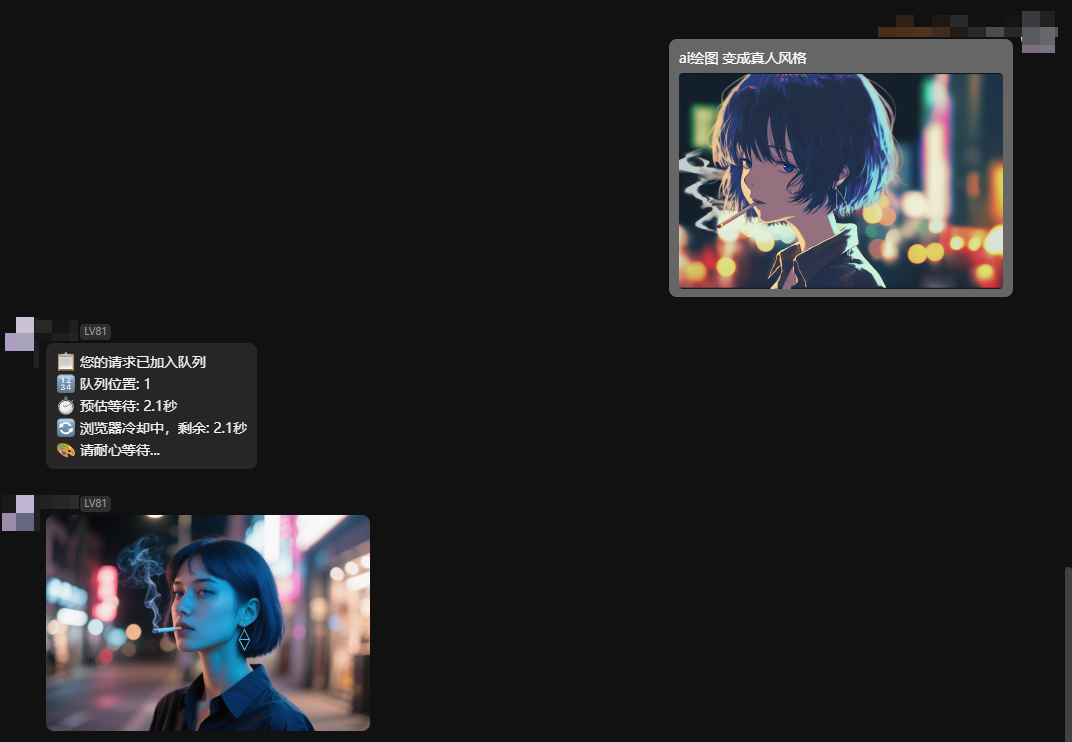 ai绘图 变成真人风格
LV81
您的请求已加入队列
队列位置: 1
预估等待: 2.1秒
浏览器冷却中，剩余: 2.1秒
请耐心等待...
LV81